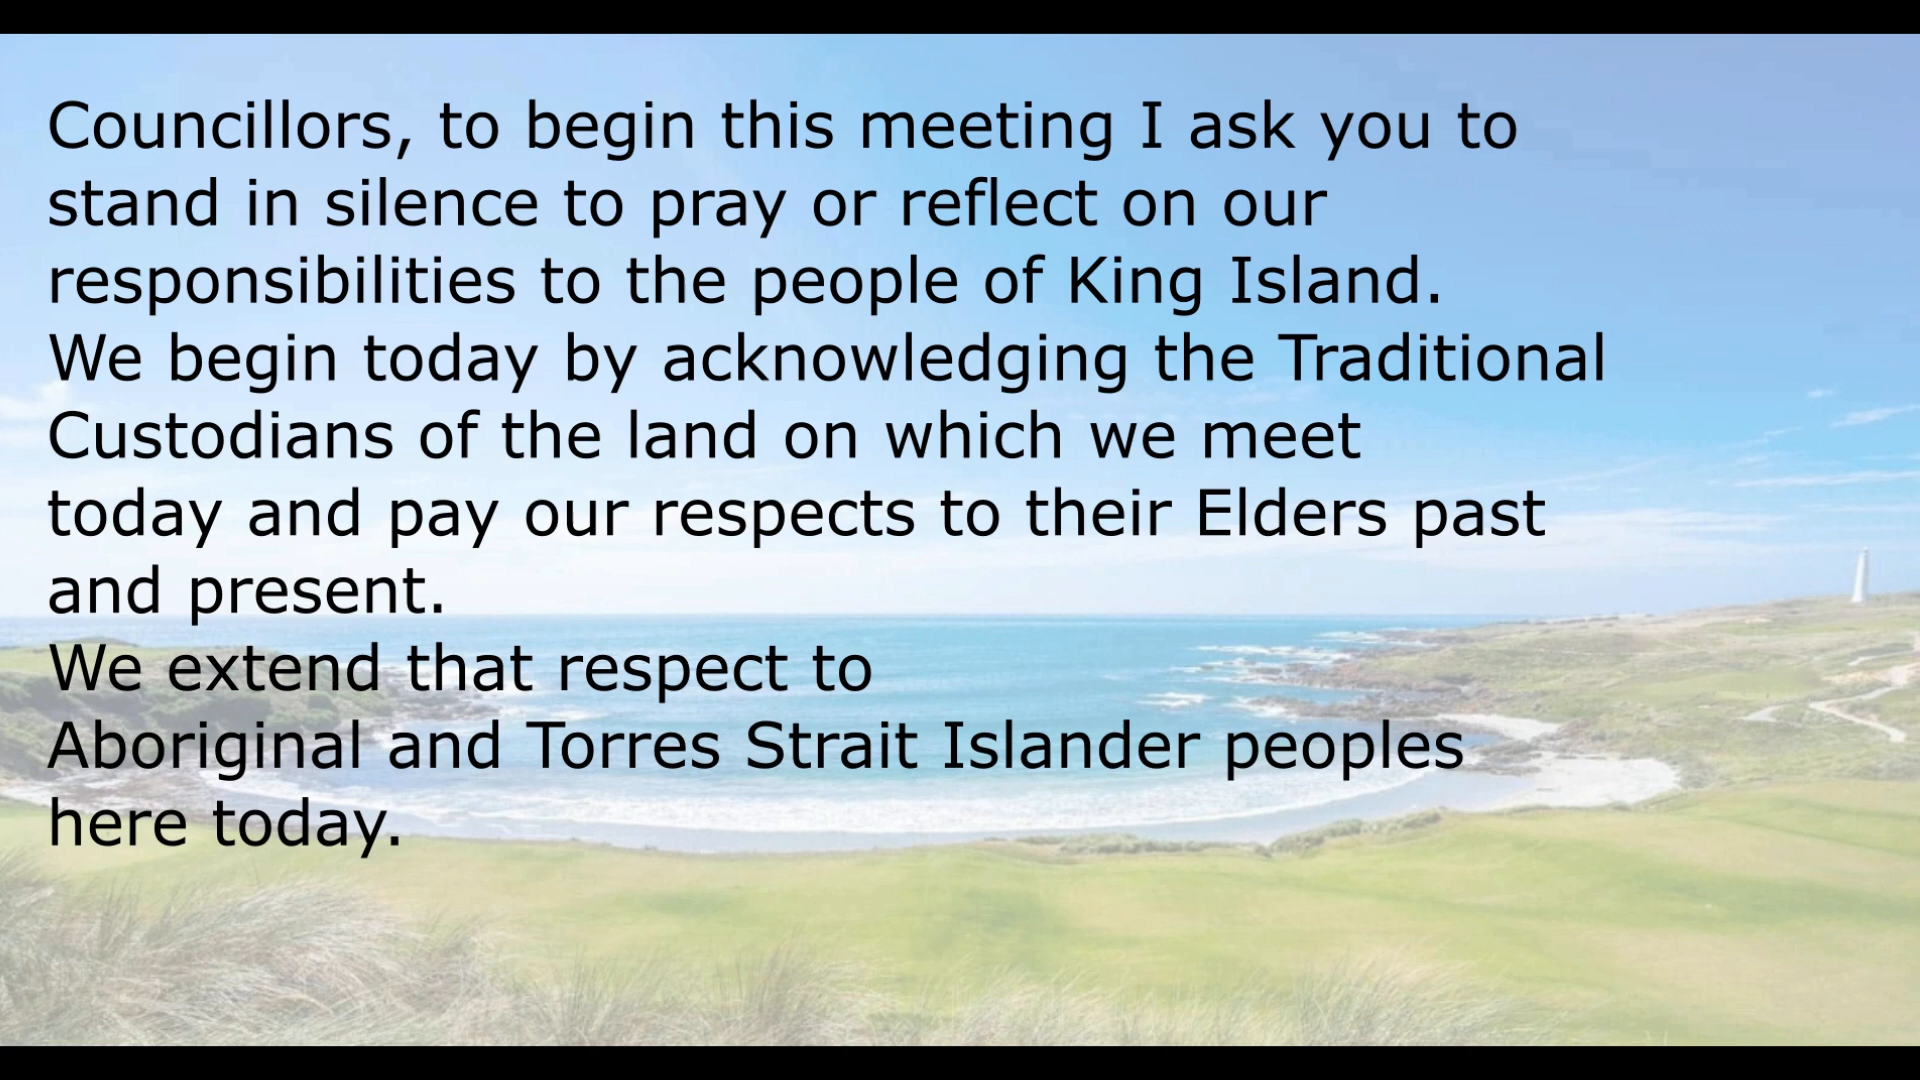 Councillors, to begin this meeting I ask you to
stand in silence to pray or reflect on our
responsibilities to the people of King Island.
We begin today by acknowledging the Traditional
Custodians of the land on which we meet
today and pay our respects to their Elders past
and present.
We extend that respect to
Aboriginal and Torres Strait Islander peoples
here today.